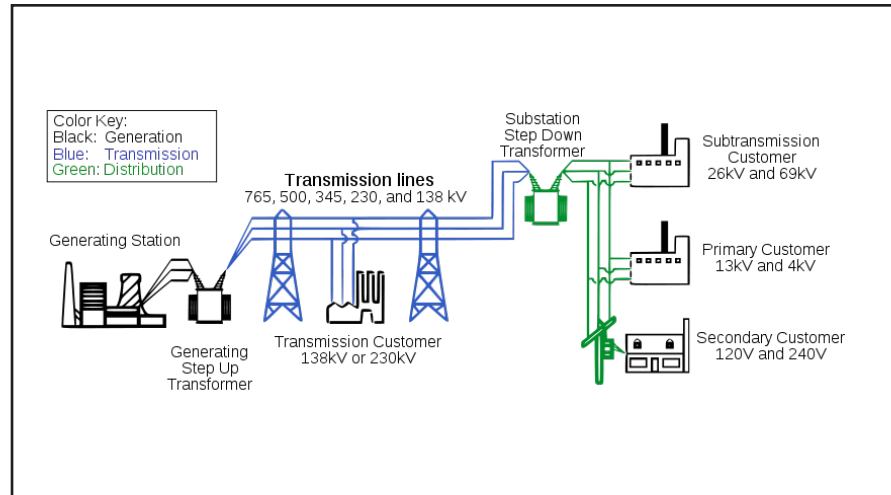 Color Key:
Black: Generation
Blue: Transmission
Green: Distribution
Substation
Step Down
Transformer
Subtransmission
Customer
26kV and 69kV
Transmission lines
765, 500, 345, 230, and 138 kV
Generating Station
Primary Customer
13kV and 4kV
Transmission Customer
138kV or 230kV
Generating
Step Up
Transformer
Secondary Customer
120V and 240V